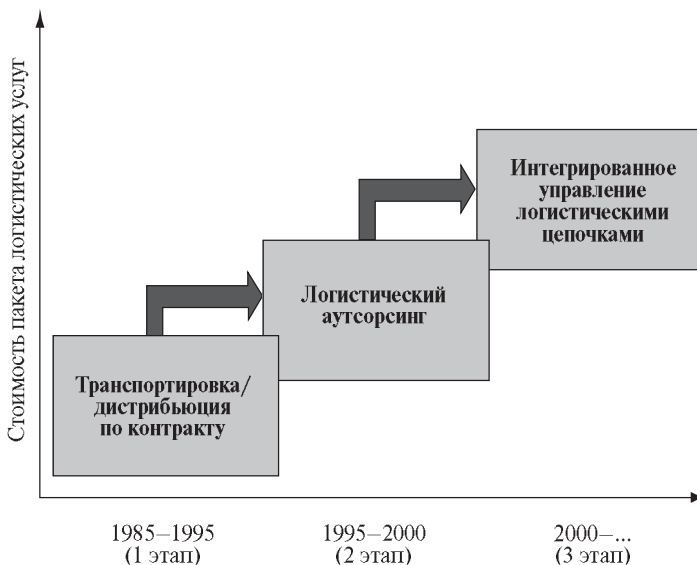 Стоимость пакета логистических услуг
Интегрированное
управление
логистическими
цепочками
Логистический
аутсорсинг
Транспортировка/
дистрибьюция
по контракту
1985–1995
(1 этап)
1995–2000
(2 этап)
2000–...
(3 этап)